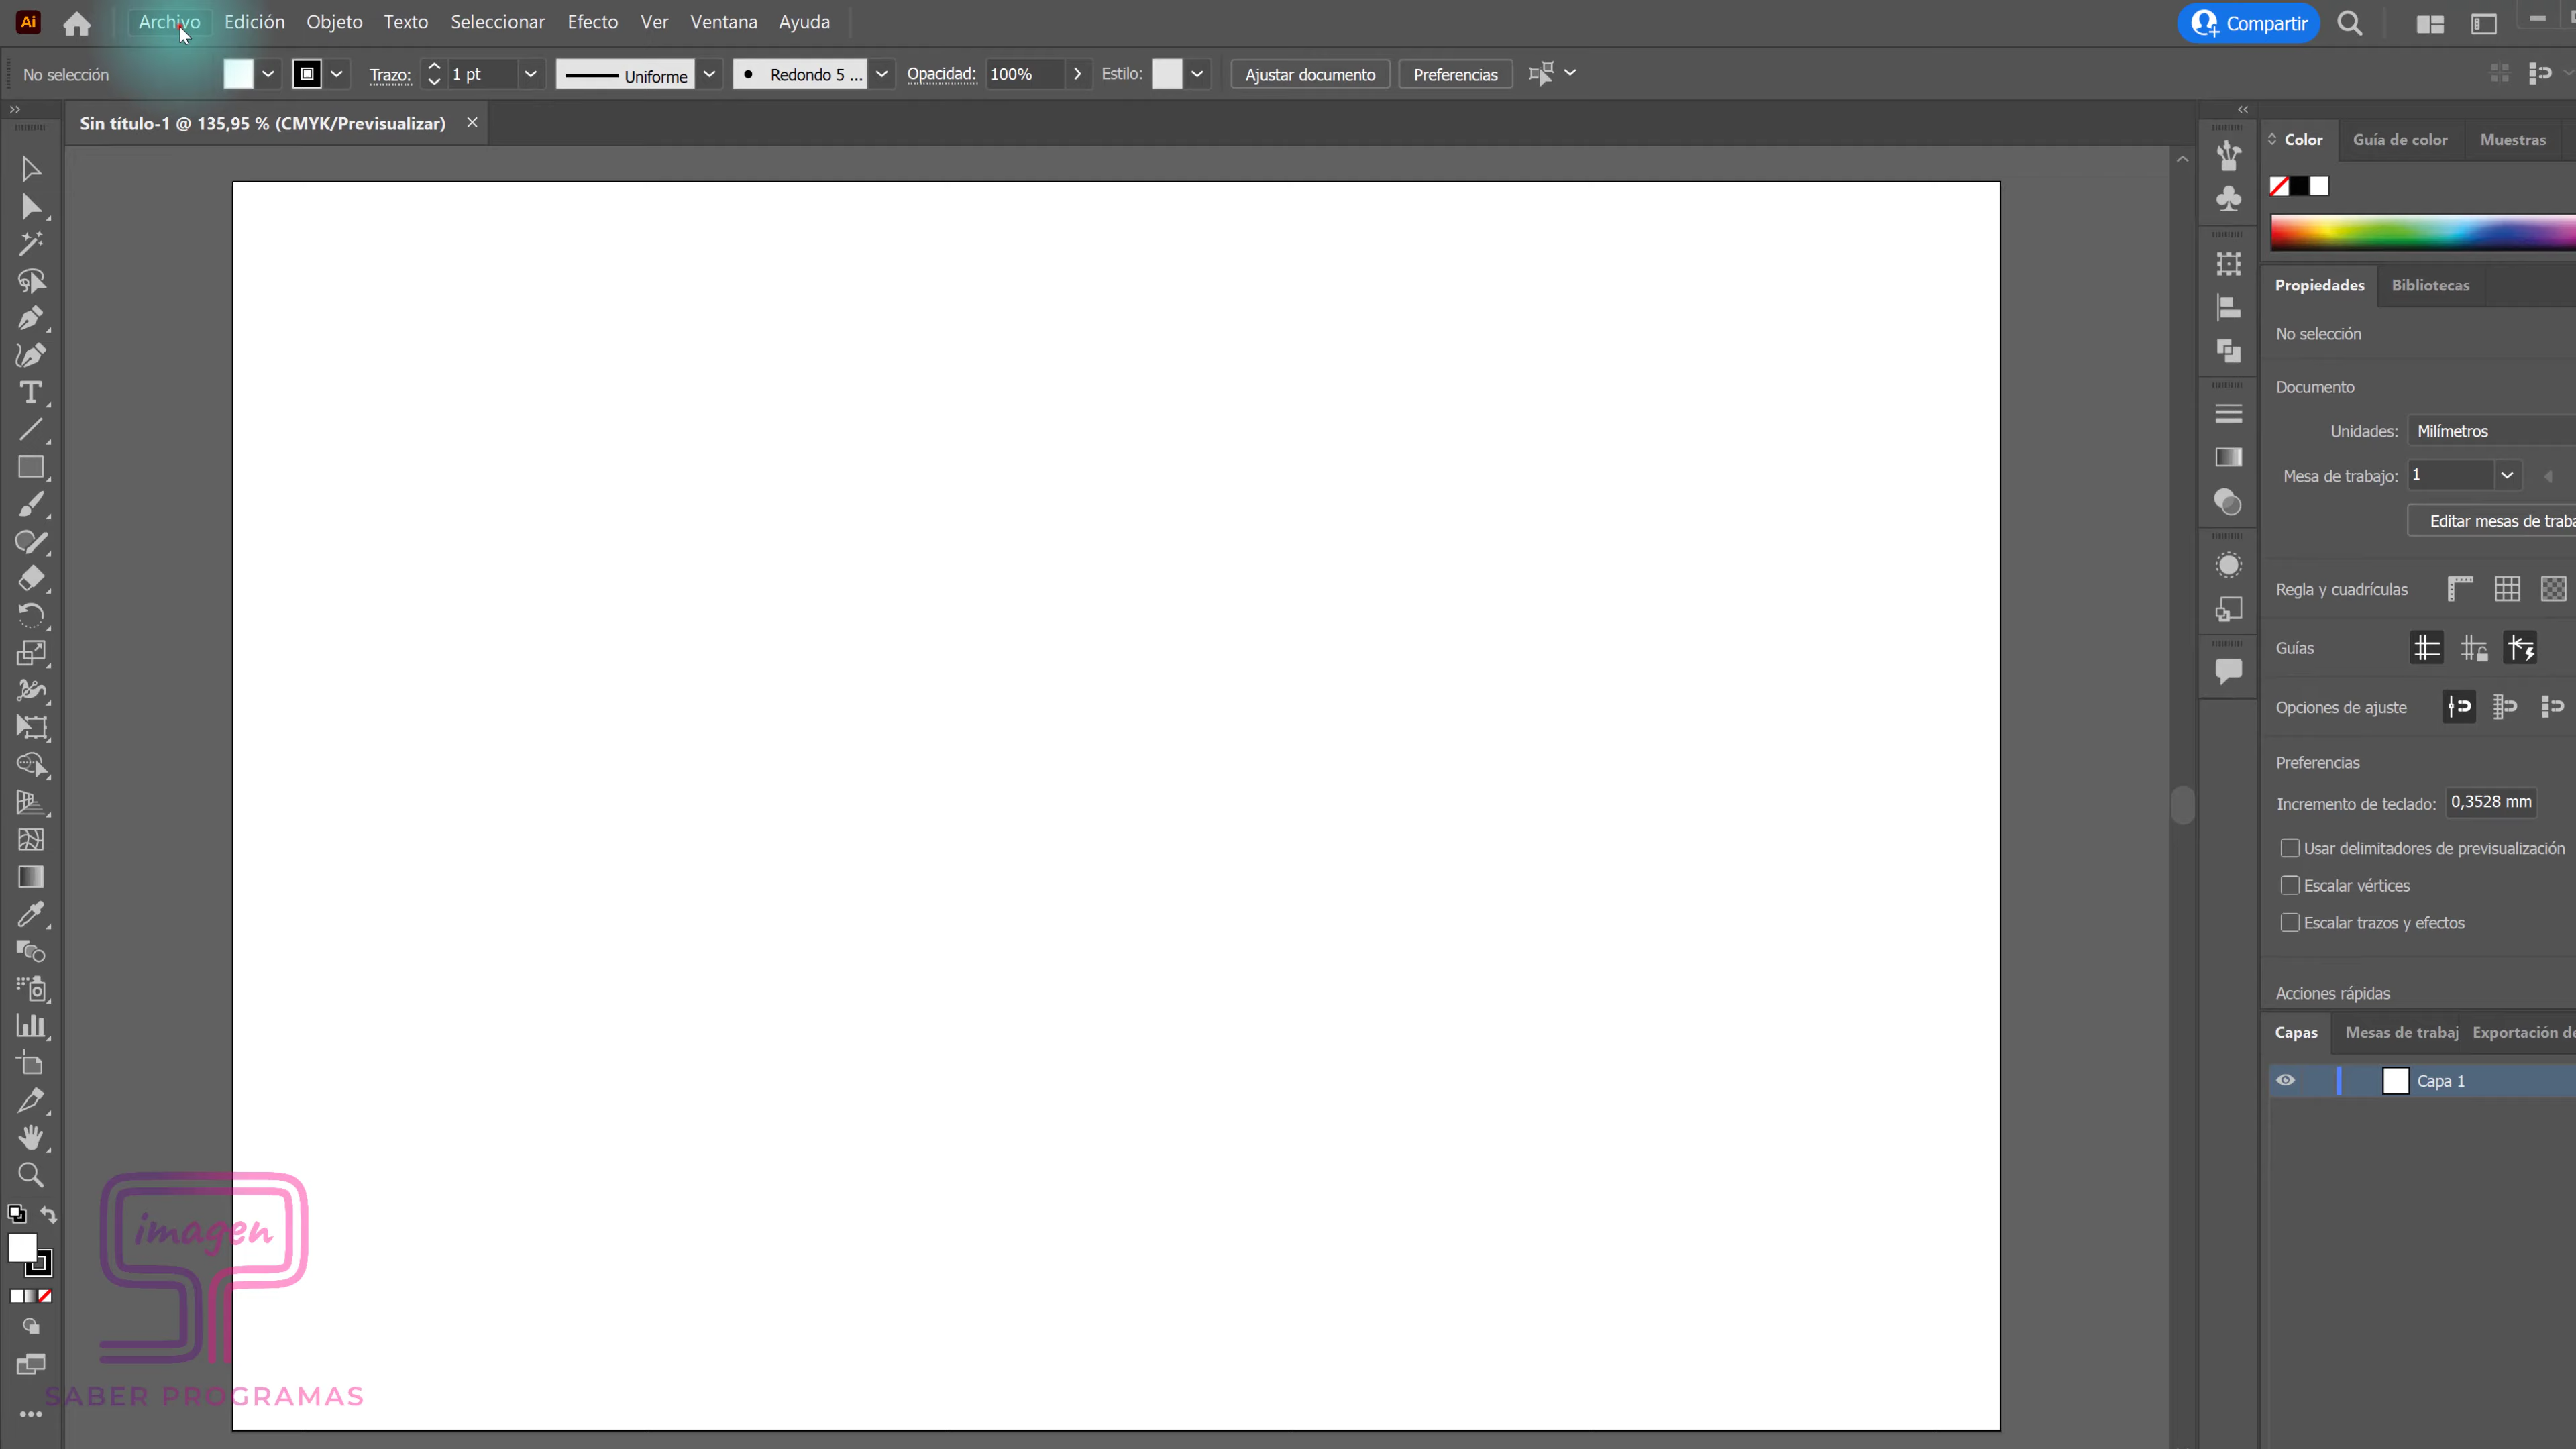 Ai
Archivo Edición Objeto Texto Seleccionar Efecto Ver Ventana Ayuda
Compartir
No selección
Trazo: 1 pt
Uniforme
Redondo 5 ...
Opacidad: 100%
Estilo:
Ajustar documento
Preferencias
Sin título-1 @ 135,95 % (CMYK/Previsualizar)
Color Guía de color Muestras
Propiedades Bibliotecas
No selección
Documento
Unidades: Milímetros
Mesa de trabajo: 1
Editar mesas de traba
Regla y cuadrículas
Guías
Opciones de ajuste
Preferencias
Incremento de teclado: 0,3528 mm
Usar delimitadores de previsualización
Escalar vértices
Escalar trazos y efectos
Acciones rápidas
Capas Mesas de trabaj Exportación de
Capa 1
imagen
SABER PROGRAMAS